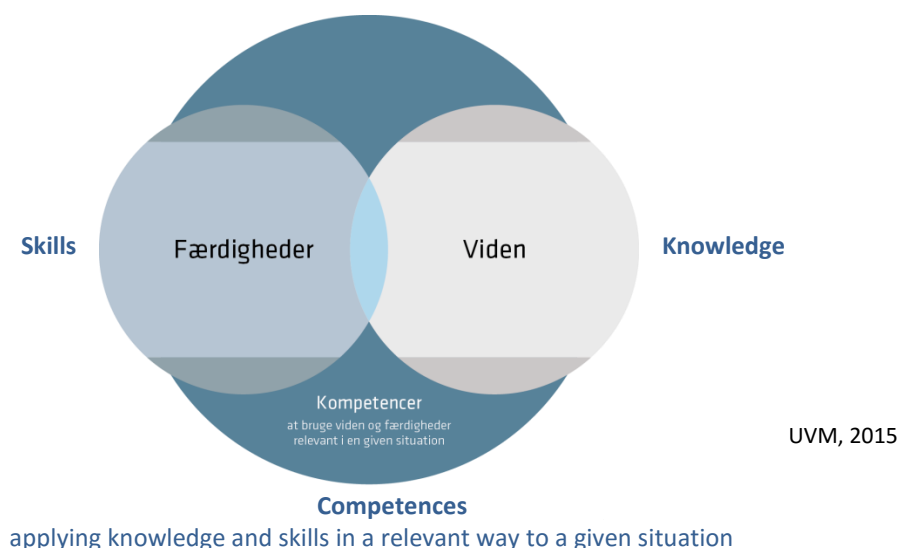 Skills
Færdigheder
Viden
Knowledge
Kompetencer
at bruge viden og færdigheder
relevant i en given situation
UVM, 2015
Competences
applying knowledge and skills in a relevant way to a given situation